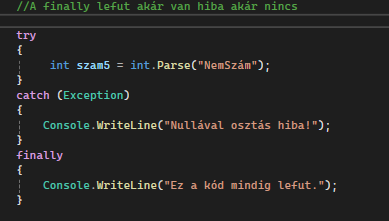 //A finally lefut akár van hiba akár nincs
try
{
int szam5 = int.Parse("NemSzám");
}
catch (Exception)
{
Console.WriteLine("Nullával osztás hiba!");
}
finally
{
Console.WriteLine("Ez a kód mindig lefut.");
}